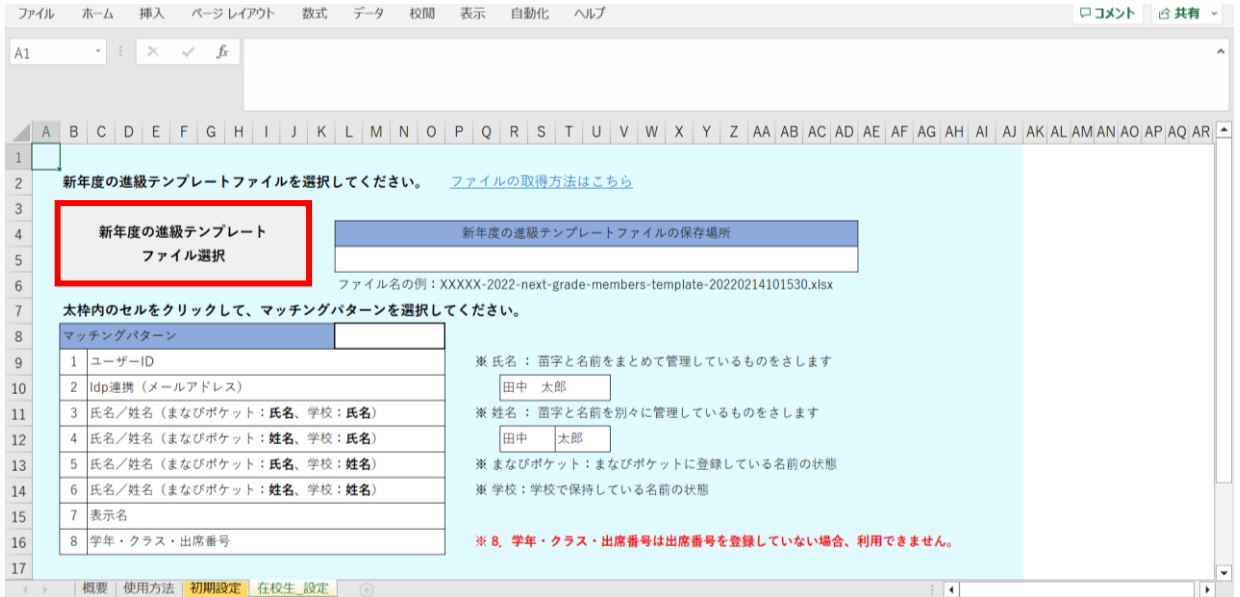 ファイル ホーム 挿入 ページ レイアウト 数式 データ 校閲 表示 自動化 ヘルプ コメント 共有
A1 fx
A B C D E F G H I J K L M N O P Q R S T U V W X Y Z AA AB AC AD AE AF AG AH AI AJ AK AL AM AN AO AP AQ AR
1
2 新年度の進級テンプレートファイルを選択してください。 ファイルの取得方法はこちら
3
4 新年度の進級テンプレート 新年度の進級テンプレートファイルの保存場所
5 ファイル選択
6 ファイル名の例：XXXXX-2022-next-grade-members-template-20220214101530.xlsx
7 太枠内のセルをクリックして、マッチングパターンを選択してください。
8 マッチングパターン
9 1 ユーザーID ※ 氏名 ： 苗字と名前をまとめて管理しているものをさします
10 2 Idp連携（メールアドレス） 田中 太郎
11 3 氏名／姓名（まなびポケット：氏名、学校：氏名） ※ 姓名 ： 苗字と名前を別々に管理しているものをさします
12 4 氏名／姓名（まなびポケット：姓名、学校：氏名） 田中 太郎
13 5 氏名／姓名（まなびポケット：氏名、学校：姓名） ※ まなびポケット：まなびポケットに登録している名前の状態
14 6 氏名／姓名（まなびポケット：姓名、学校：姓名） ※ 学校：学校で保持している名前の状態
15 7 表示名
16 8 学年・クラス・出席番号 ※ 8．学年・クラス・出席番号は出席番号を登録していない場合、利用できません。
17
概要 使用方法 初期設定 在校生_設定